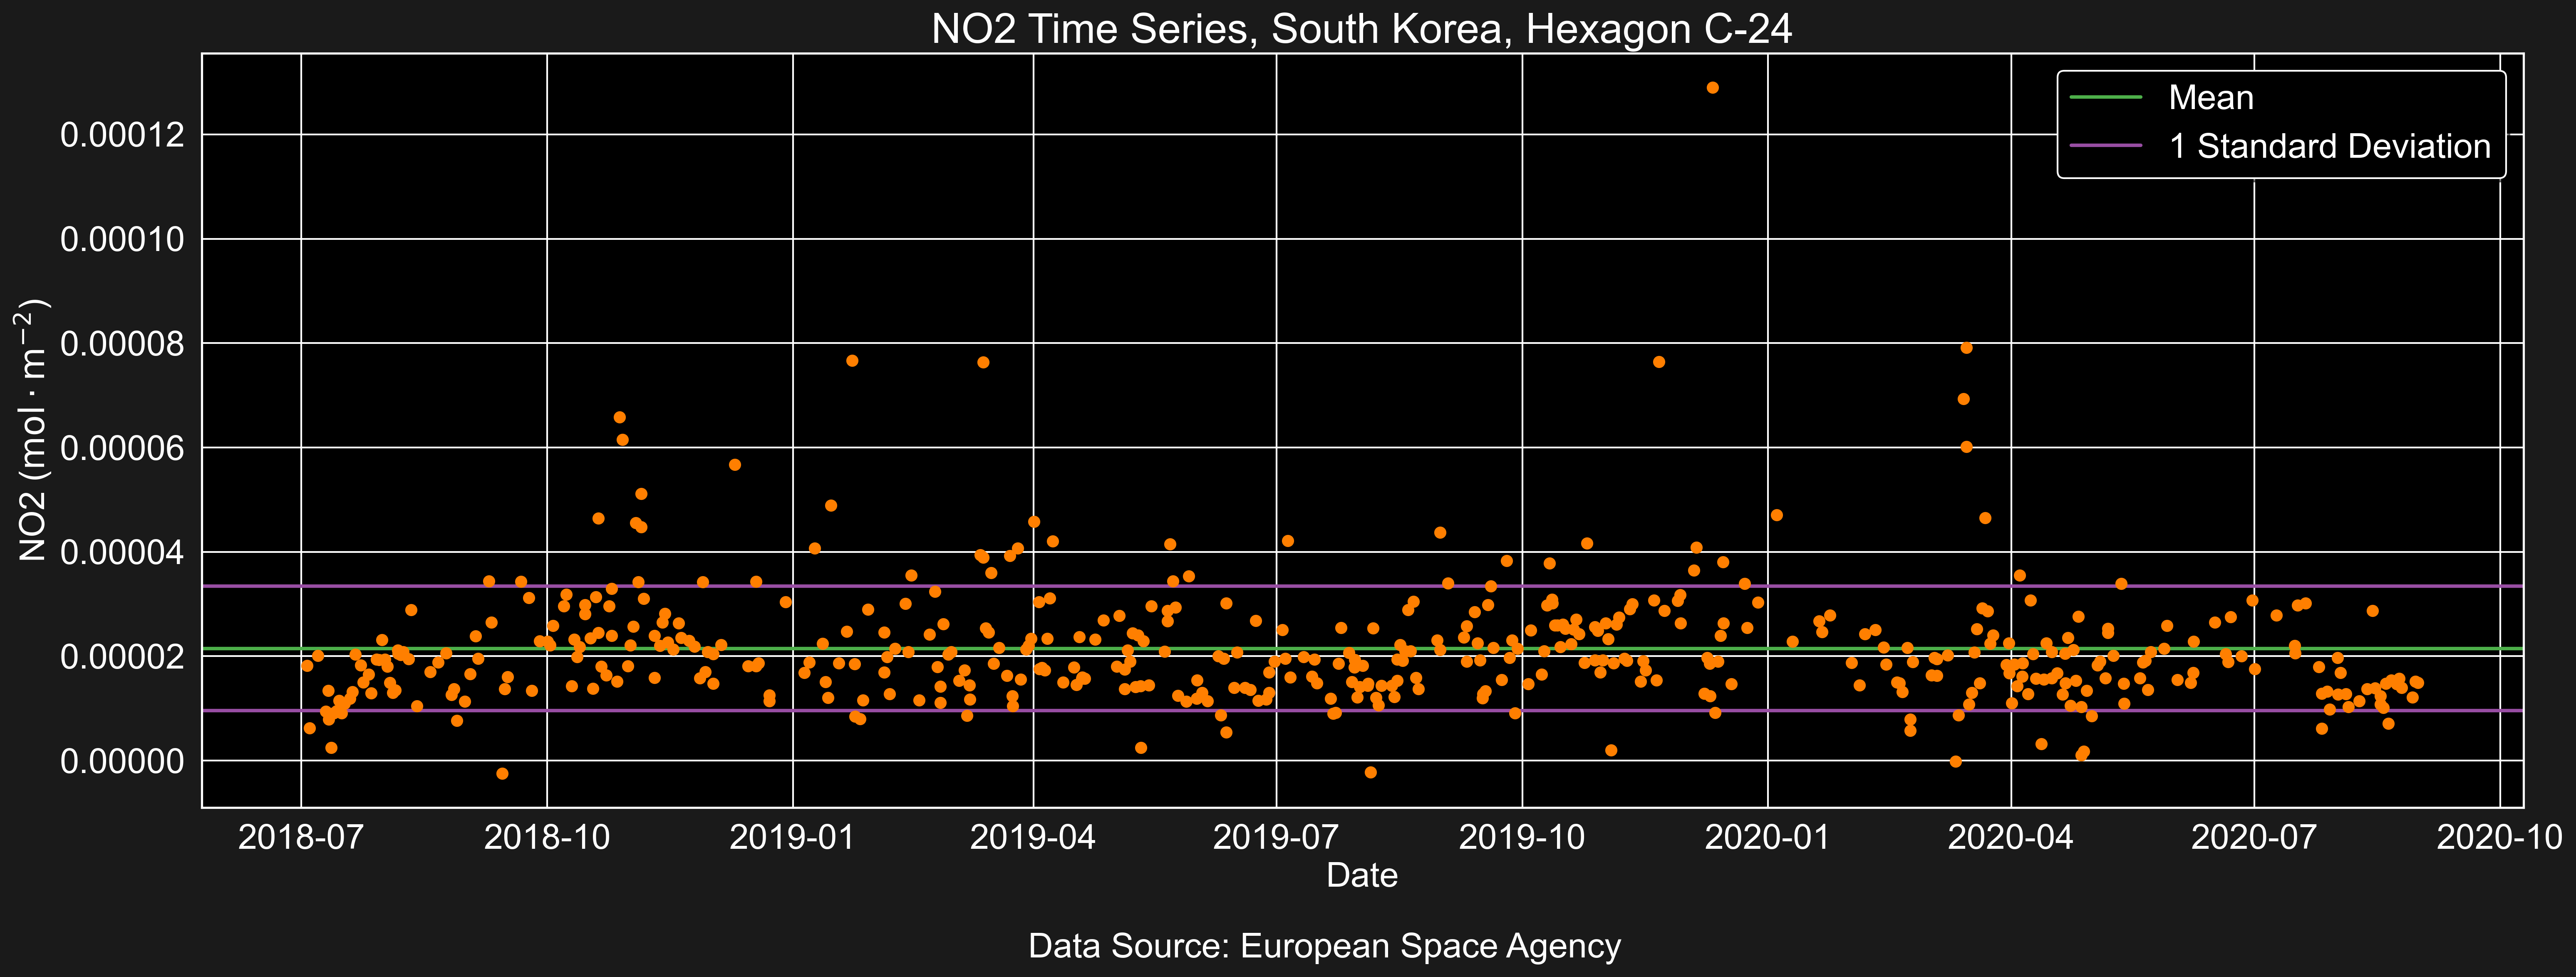 NO2 Time Series, South Korea, Hexagon C-24
Mean
1 Standard Deviation
NO2 (mol · m⁻²)
0.00012
0.00010
0.00008
0.00006
0.00004
0.00002
0.00000
2018-07 2018-10 2019-01 2019-04 2019-07 2019-10 2020-01 2020-04 2020-07 2020-10
Date
Data Source: European Space Agency